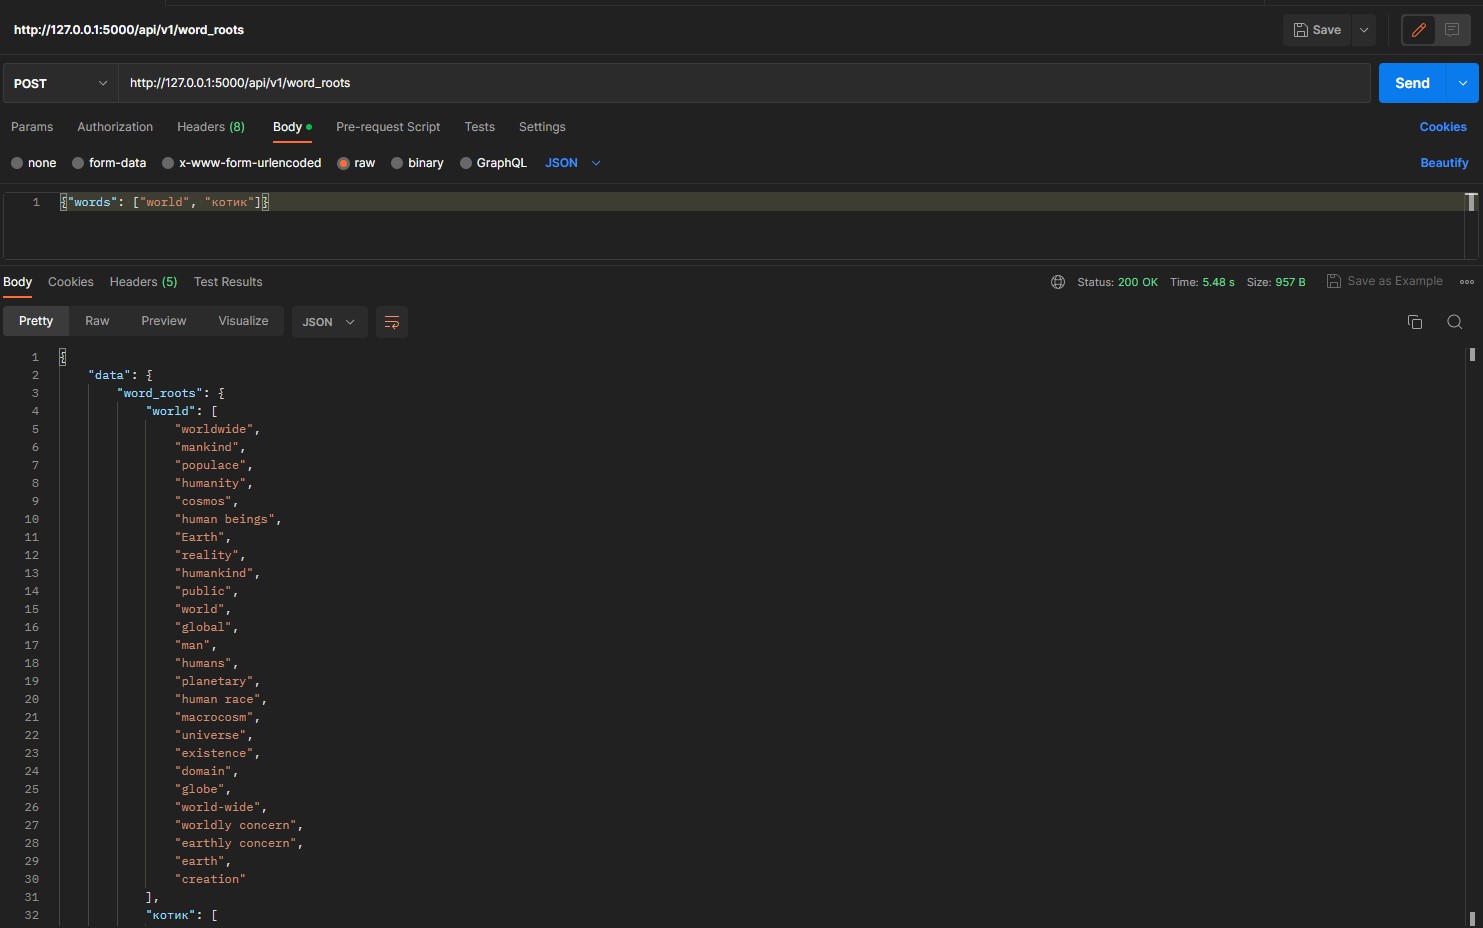 http://127.0.0.1:5000/api/v1/word_roots Save
POST http://127.0.0.1:5000/api/v1/word_roots Send
Params Authorization Headers (8) Body Pre-request Script Tests Settings Cookies
none form-data x-www-form-urlencoded raw binary GraphQL JSON Beautify
1 {"words": ["world", "котик"]}
Body Cookies Headers (5) Test Results Status: 200 OK Time: 5.48 s Size: 957 B Save as Example
Pretty Raw Preview Visualize JSON
1 {
2 "data": {
3 "word_roots": {
4 "world": [
5 "worldwide",
6 "mankind",
7 "populace",
8 "humanity",
9 "cosmos",
10 "human beings",
11 "Earth",
12 "reality",
13 "humankind",
14 "public",
15 "world",
16 "global",
17 "man",
18 "humans",
19 "planetary",
20 "human race",
21 "macrocosm",
22 "universe",
23 "existence",
24 "domain",
25 "globe",
26 "world-wide",
27 "worldly concern",
28 "earthly concern",
29 "earth",
30 "creation"
31 ],
32 "котик": [